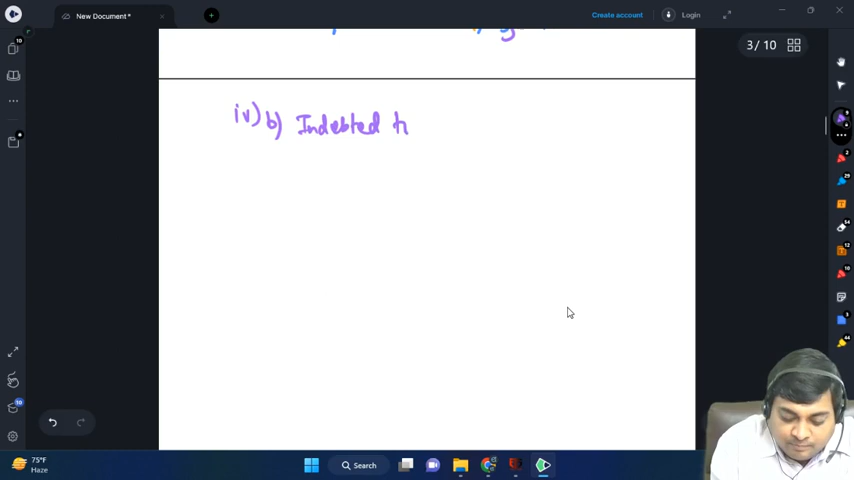 New Document*
Create account
Login
3/10
iv) b) Indebted
75°F
Haze
Search